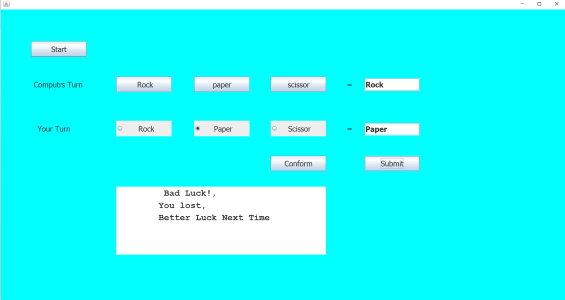 Start
Computrs Turn Rock paper scissor = Rock
Your Turn Rock Paper Scissor = Paper
Conform Submit
Bad Luck!,
You lost,
Better Luck Next Time